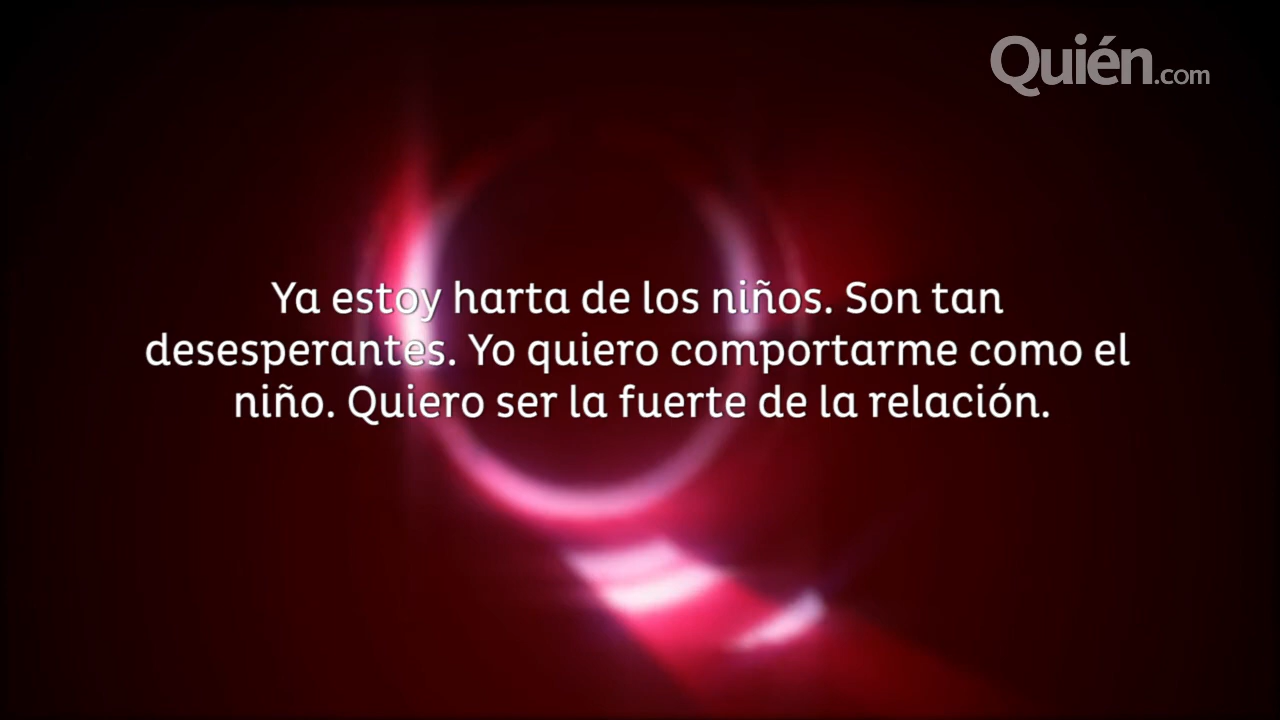 Quién.com
Ya estoy harta de los niños. Son tan
desesperantes. Yo quiero comportarme como el
niño. Quiero ser la fuerte de la relación.